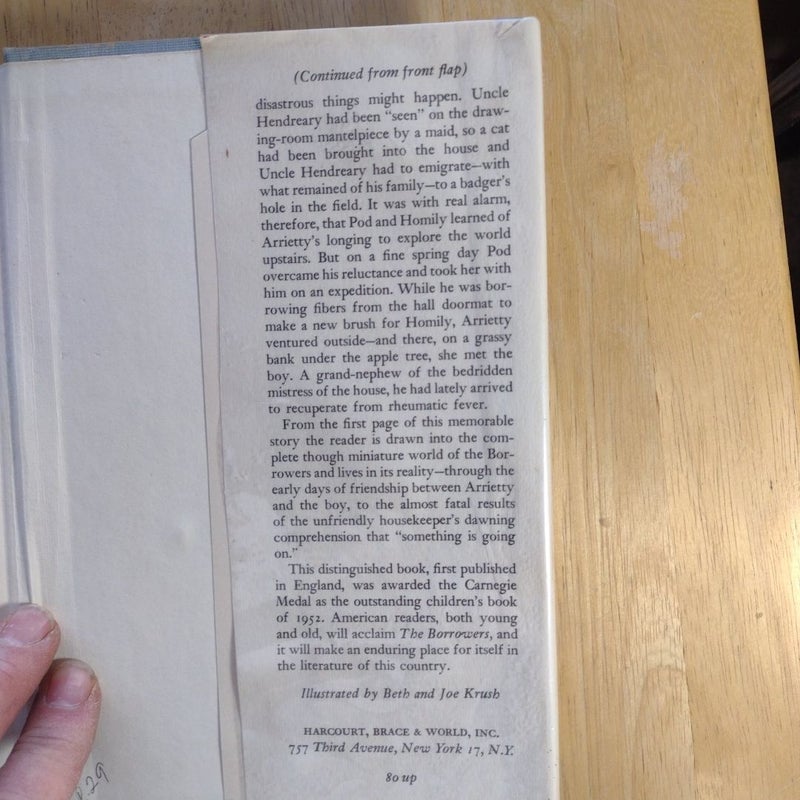 (Continued from front flap)
disastrous things might happen. Uncle
Hendreary had been "seen" on the draw-
ing-room mantelpiece by a maid, so a cat
had been brought into the house and
Uncle Hendreary had to emigrate—with
what remained of his family—to a badger's
hole in the field. It was with real alarm,
therefore, that Pod and Homily learned of
Arrietty's longing to explore the world
upstairs. But on a fine spring day Pod
overcame his reluctance and took her with
him on an expedition. While he was bor-
rowing fibers from the hall doormat to
make a new brush for Homily, Arrietty
ventured outside—and there, on a grassy
bank under the apple tree, she met the
boy. A grand-nephew of the bedridden
mistress of the house, he had lately arrived
to recuperate from rheumatic fever.
From the first page of this memorable
story the reader is drawn into the com-
plete though miniature world of the Bor-
rowers and lives in its reality—through the
early days of friendship between Arrietty
and the boy, to the almost fatal results
of the unfriendly housekeeper's dawning
comprehension that "something is going
on."
This distinguished book, first published
in England, was awarded the Carnegie
Medal as the outstanding children's book
of 1952. American readers, both young
and old, will acclaim The Borrowers, and
it will make an enduring place for itself in
the literature of this country.
Illustrated by Beth and Joe Krush
HARCOURT, BRACE & WORLD, INC.
757 Third Avenue, New York 17, N.Y.
80 up